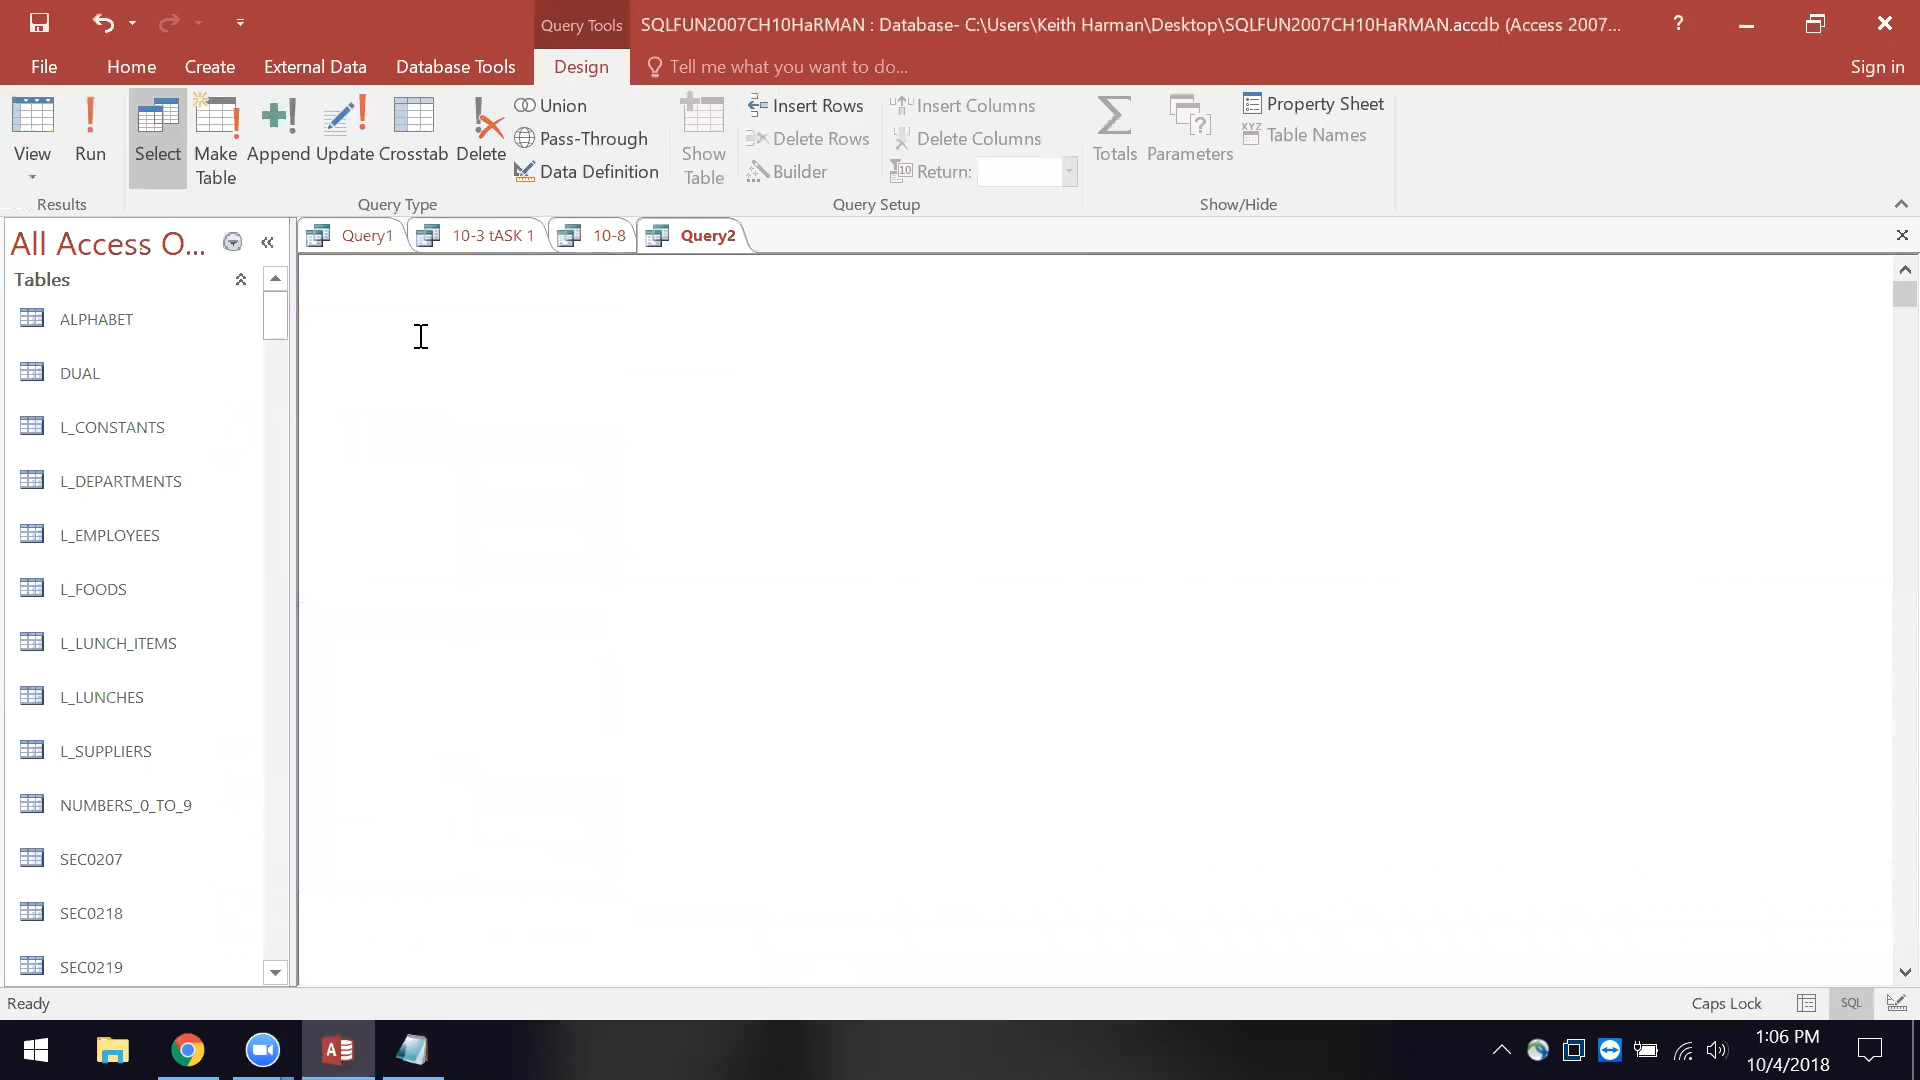 Query Tools
SQLFUN2007CH10HaRMAN : Database- C:\Users\Keith Harman\Desktop\SQLFUN2007CH10HaRMAN.accdb (Access 2007...
?
File Home Create External Data Database Tools Design Tell me what you want to do... Sign in
View
Run
Select
Make Table
Append
Update
Crosstab
Delete
Union
Pass-Through
Data Definition
Show Table
Insert Rows
Delete Rows
Builder
Insert Columns
Delete Columns
Return:
Totals
Parameters
Property Sheet
Table Names
Results
Query Type
Query Setup
Show/Hide
All Access O...
Query1
10-3 tASK 1
10-8
Query2
Tables
ALPHABET
DUAL
L_CONSTANTS
L_DEPARTMENTS
L_EMPLOYEES
L_FOODS
L_LUNCH_ITEMS
L_LUNCHES
L_SUPPLIERS
NUMBERS_0_TO_9
SEC0207
SEC0218
SEC0219
Ready
Caps Lock
SQL
1:06 PM
10/4/2018